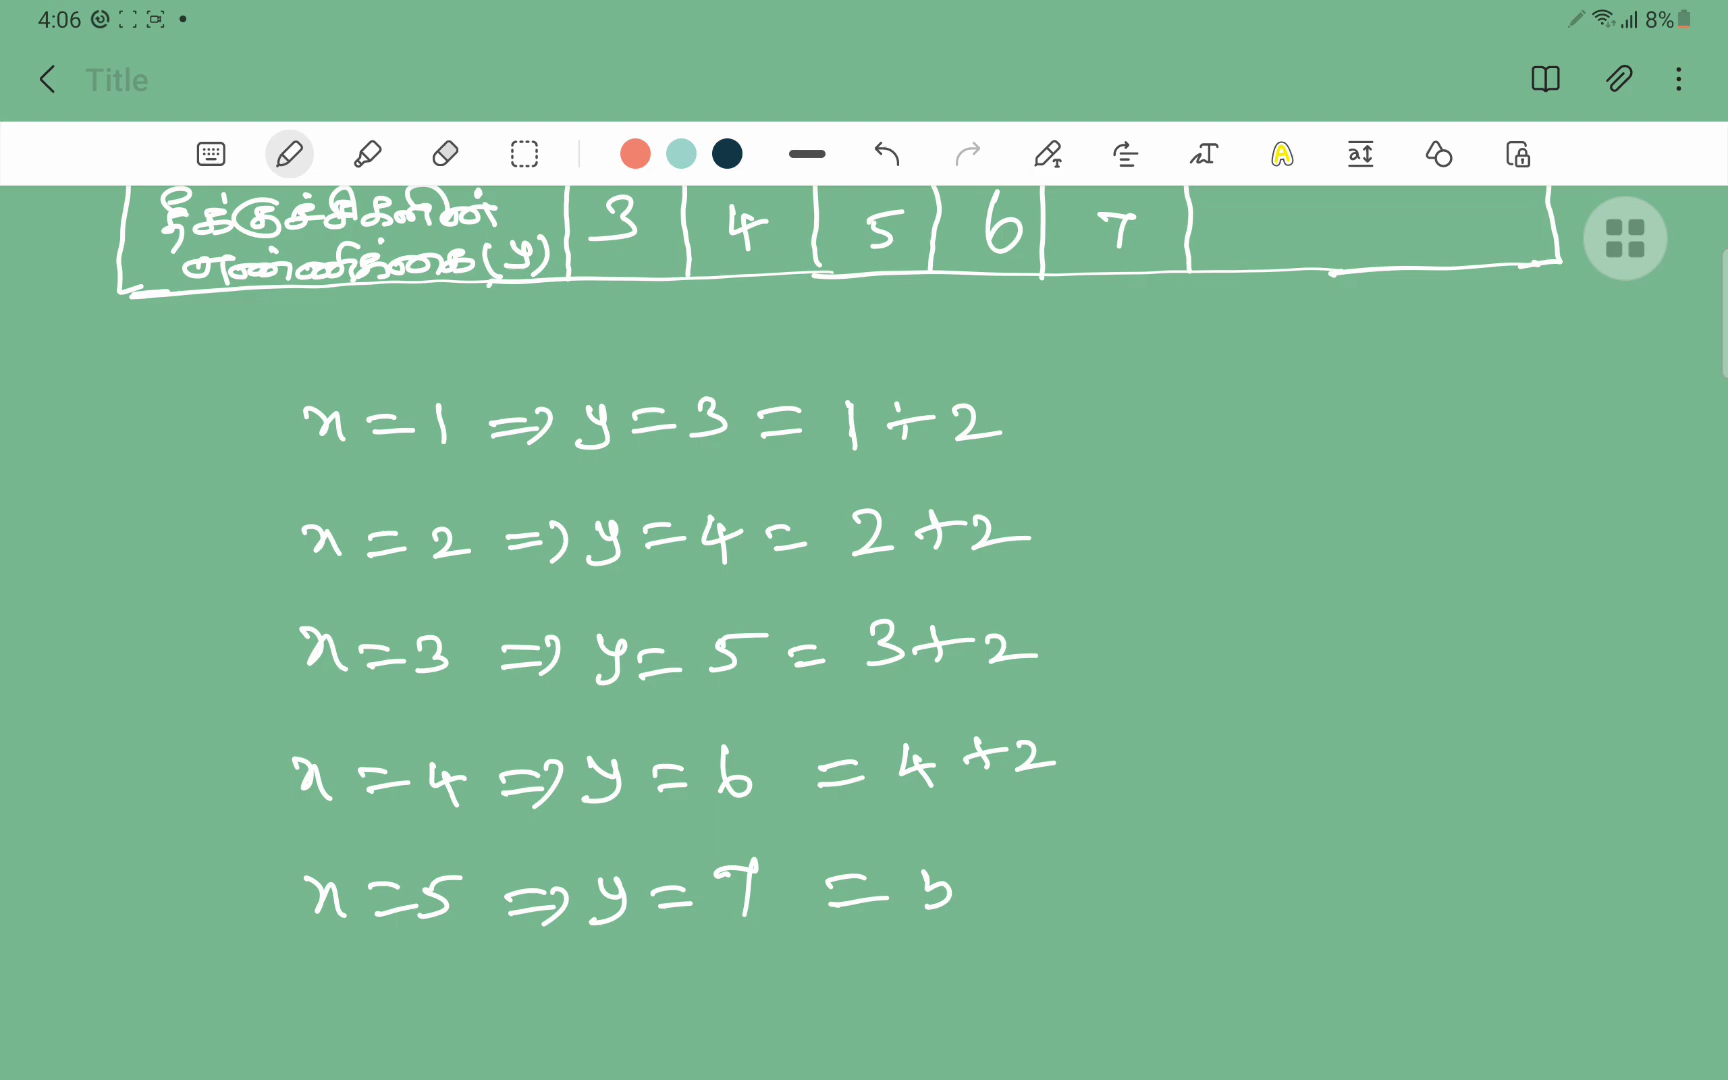 4:06 8%
Title
தீக்குச்சிகளின் 3 4 5 6 7
எண்ணிக்கை (y)
x = 1 ⇒ y = 3 = 1 + 2
x = 2 ⇒ y = 4 = 2 + 2
x = 3 ⇒ y = 5 = 3 + 2
x = 4 ⇒ y = 6 = 4 + 2
x = 5 ⇒ y = 7 = 5